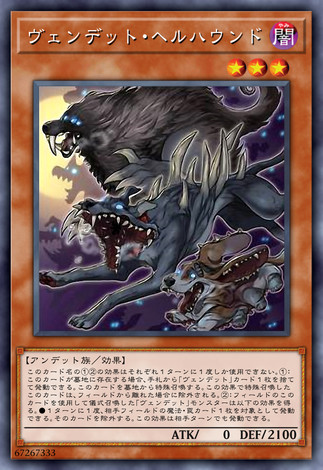 ヴェンデット・ヘルハウンド
闇
やみ
【アンデット族／効果】
このカード名の①②の効果はそれぞれ１ターンに１度しか使用できない。①：
このカードが墓地に存在する場合、手札から「ヴェンデット」カード１枚を捨て
て発動できる。このカードを墓地から特殊召喚する。この効果で特殊召喚した
このカードは、フィールドから離れた場合に除外される。②：フィールドのこの
カードを使用して儀式召喚した「ヴェンデット」モンスターは以下の効果を得
る。●１ターンに１度、相手フィールドの魔法・罠カード１枚を対象として発動で
きる。そのカードを除外する。この効果は相手ターンでも発動できる。
ATK/ 0 DEF/2100
67267333